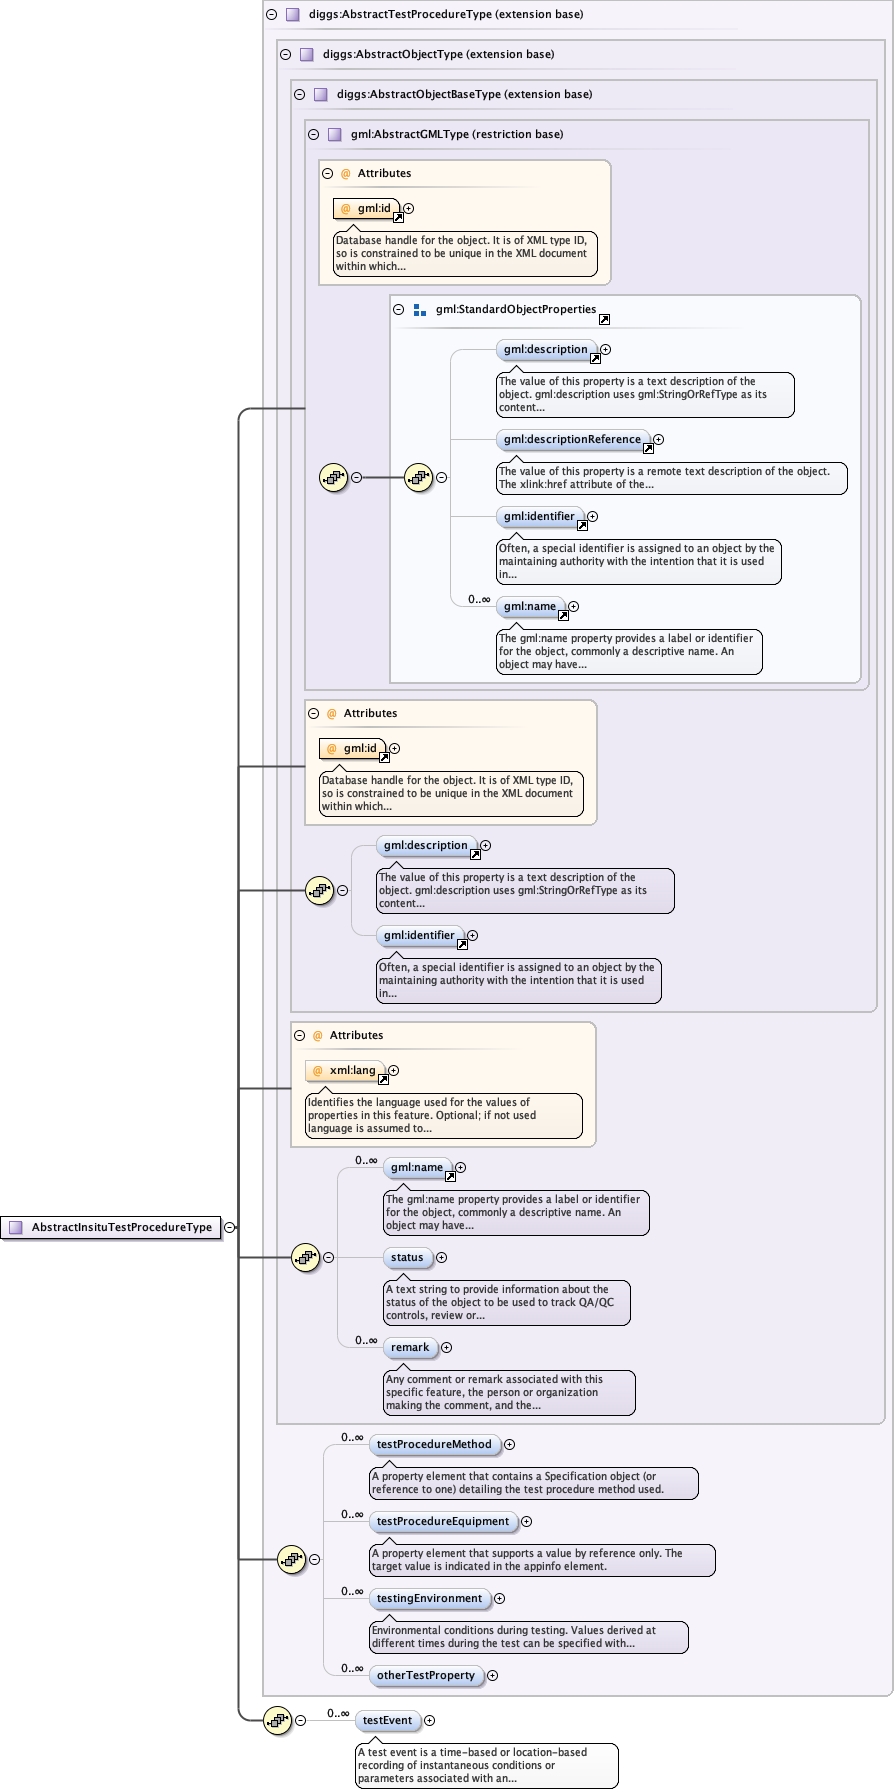 diggs:AbstractTestProcedureType (extension base)
diggs:AbstractObjectType (extension base)
diggs:AbstractObjectBaseType (extension base)
gml:AbstractGMLType (restriction base)
@ Attributes
@ gml:id
Database handle for the object. It is of XML type ID,
so is constrained to be unique in the XML document
within which...
gml:StandardObjectProperties
gml:description
The value of this property is a text description of the
object. gml:description uses gml:StringOrRefType as its
content...
gml:descriptionReference
The value of this property is a remote text description of the object.
The xlink:href attribute of the...
gml:identifier
Often, a special identifier is assigned to an object by the
maintaining authority with the intention that it is used
in...
0..∞
gml:name
The gml:name property provides a label or identifier
for the object, commonly a descriptive name. An
object may have...
@ Attributes
@ gml:id
Database handle for the object. It is of XML type ID,
so is constrained to be unique in the XML document
within which...
gml:description
The value of this property is a text description of the
object. gml:description uses gml:StringOrRefType as its
content...
gml:identifier
Often, a special identifier is assigned to an object by the
maintaining authority with the intention that it is used
in...
@ Attributes
@ xml:lang
Identifies the language used for the values of
properties in this feature. Optional; if not used
language is assumed to...
0..∞
gml:name
The gml:name property provides a label or identifier
for the object, commonly a descriptive name. An
object may have...
AbstractInsituTestProcedureType
status
A text string to provide information about the
status of the object to be used to track QA/QC
controls, review or...
0..∞
remark
Any comment or remark associated with this
specific feature, the person or organization
making the comment, and the...
0..∞
testProcedureMethod
A property element that contains a Specification object (or
reference to one) detailing the test procedure method used.
0..∞
testProcedureEquipment
A property element that supports a value by reference only. The
target value is indicated in the appinfo element.
0..∞
testingEnvironment
Environmental conditions during testing. Values derived at
different times during the test can be specified with...
0..∞
otherTestProperty
0..∞
testEvent
A test event is a time-based or location-based
recording of instantaneous conditions or
parameters associated with an...